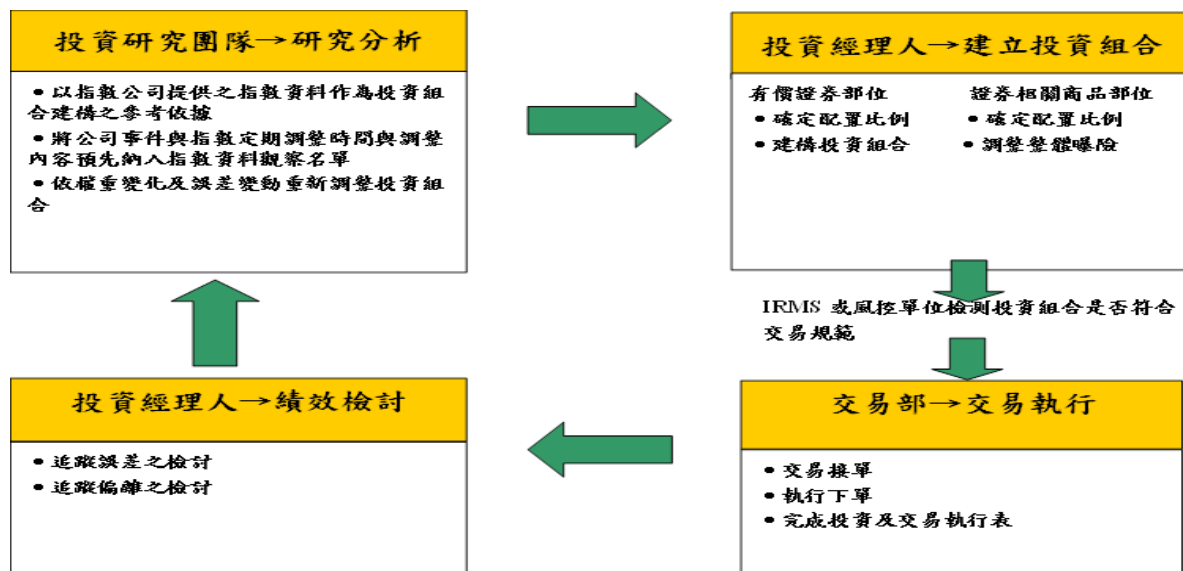 投資研究團隊→研究分析
• 以指數公司提供之指數資料作為投資組
合建構之參考依據
• 將公司事件與指數定期調整時間與調整
內容預先納入指數資料觀察名單
• 依權重變化及誤差變動重新調整投資組
合
投資經理人→建立投資組合
有價證券部位 證券相關商品部位
• 確定配置比例 • 確定配置比例
• 建構投資組合 • 調整整體曝險
IRMS 或風控單位檢測投資組合是否符合
交易規範
交易部→交易執行
• 交易接單
• 執行下單
• 完成投資及交易執行表
投資經理人→績效檢討
• 追蹤誤差之檢討
• 追蹤偏離之檢討